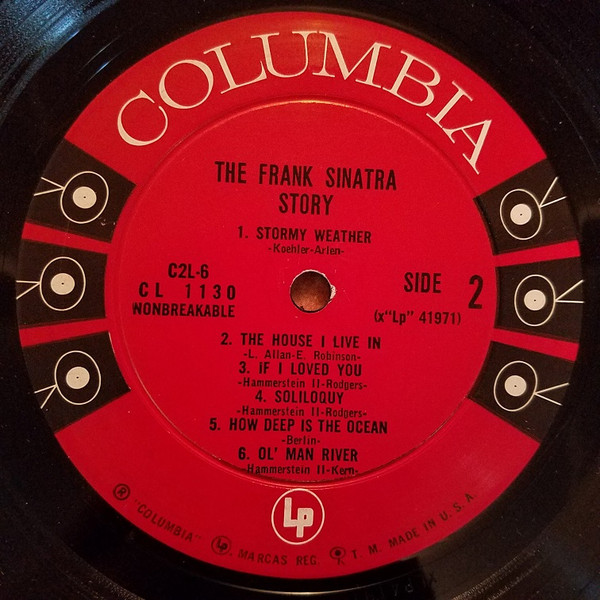 COLUMBIA
THE FRANK SINATRA
STORY
1. STORMY WEATHER
-Koehler-Arlen-
C2L-6
CL 1130
NONBREAKABLE
SIDE 2
(x"Lp" 41971)
2. THE HOUSE I LIVE IN
-L. Allan-E. Robinson-
3. IF I LOVED YOU
-Hammerstein II-Rodgers-
4. SOLILOQUY
-Hammerstein II-Rodgers-
5. HOW DEEP IS THE OCEAN
-Berlin-
6. OL' MAN RIVER
-Hammerstein II-Kern-
Lp
® "COLUMBIA" Lp. MARCAS REG. T. M. MADE IN U. S. A.